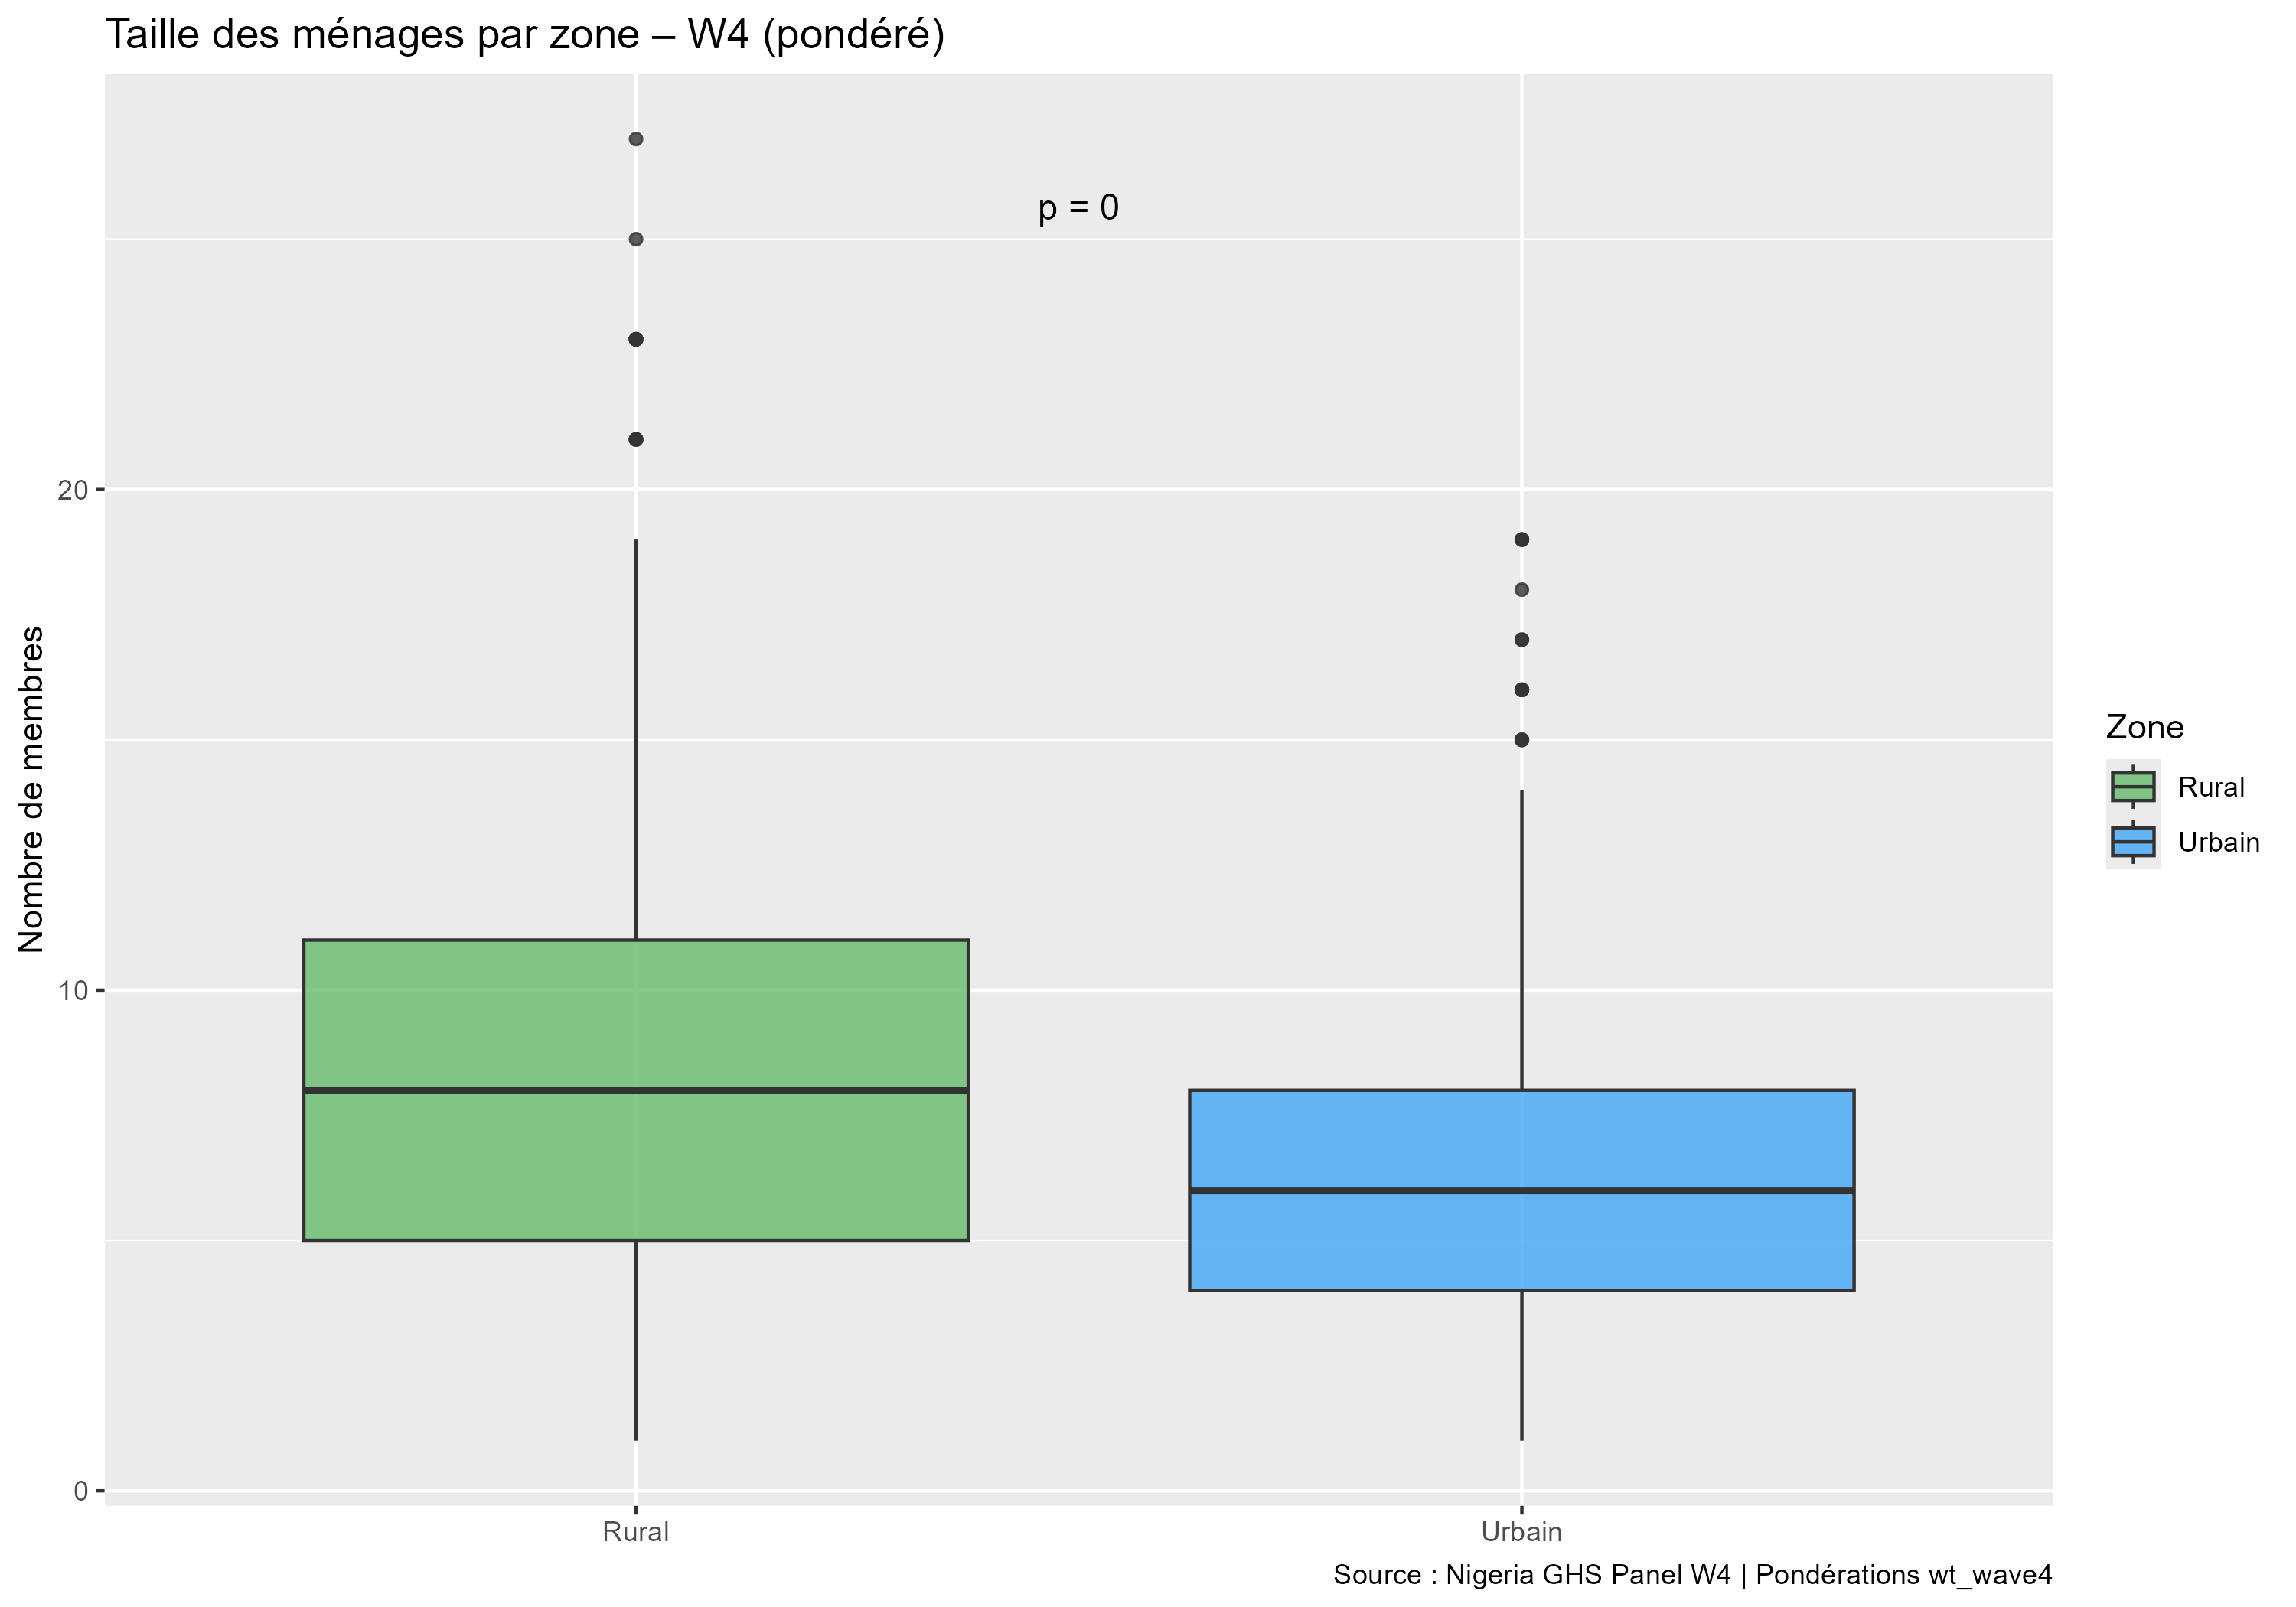 Taille des ménages par zone – W4 (pondéré)
p = 0
20
10
0
Nombre de membres
Rural
Urbain
Zone
Rural
Urbain
Source : Nigeria GHS Panel W4 | Pondérations wt_wave4